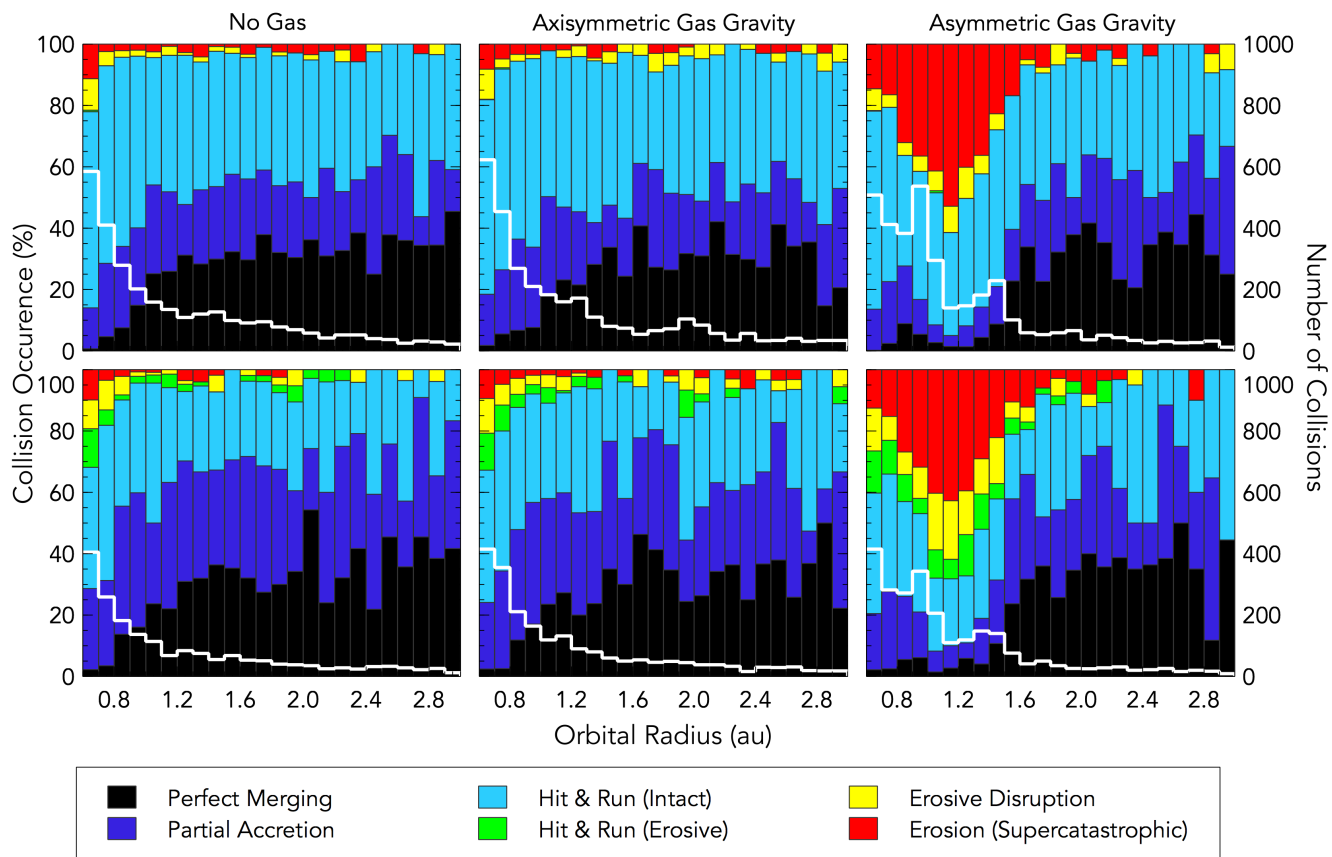 No Gas Axisymmetric Gas Gravity Asymmetric Gas Gravity
100 1000
80 800
60 600
40 400
20 200
0 0
100 1000
80 800
60 600
40 400
20 200
0 0
Collision Occurence (%)
Number of Collisions
0.8 1.2 1.6 2.0 2.4 2.8 0.8 1.2 1.6 2.0 2.4 2.8 0.8 1.2 1.6 2.0 2.4 2.8
Orbital Radius (au)
Perfect Merging Hit & Run (Intact) Erosive Disruption
Partial Accretion Hit & Run (Erosive) Erosion (Supercatastrophic)